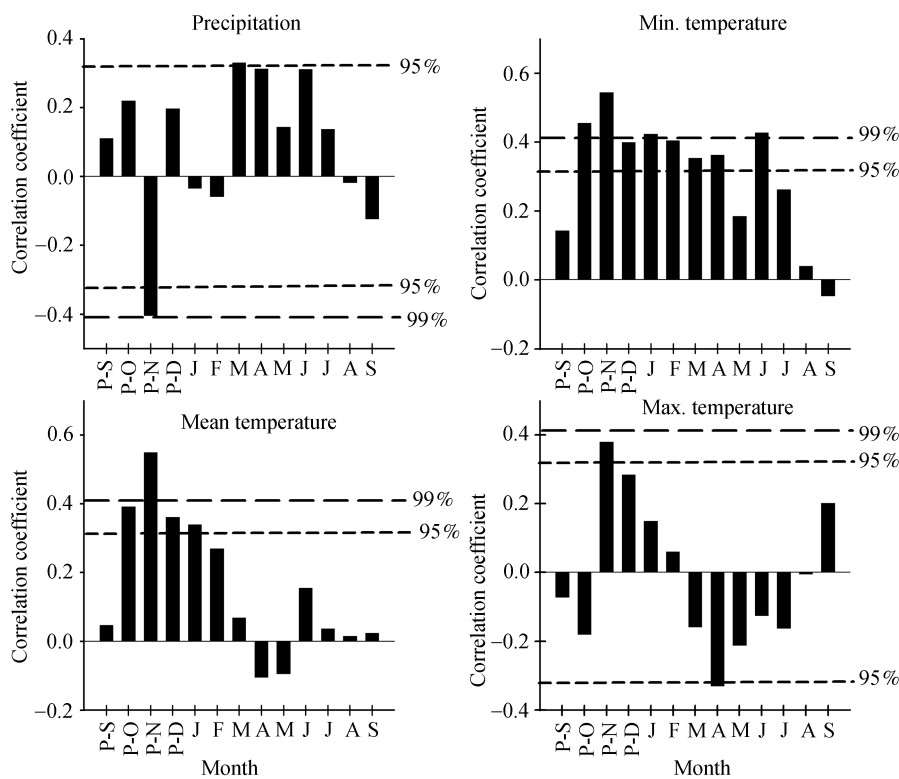 Precipitation
0.4
0.2
0.0
–0.2
–0.4
Correlation coefficient
95%
95%
99%
P-S P-O P-N P-D J F M A M J J A S
Min. temperature
0.6
0.4
0.2
0.0
–0.2
Correlation coefficient
99%
95%
P-S P-O P-N P-D J F M A M J J A S
Mean temperature
0.6
0.4
0.2
0.0
–0.2
Correlation coefficient
99%
95%
P-S P-O P-N P-D J F M A M J J A S
Month
Max. temperature
0.4
0.2
0.0
–0.2
–0.4
Correlation coefficient
99%
95%
95%
P-S P-O P-N P-D J F M A M J J A S
Month